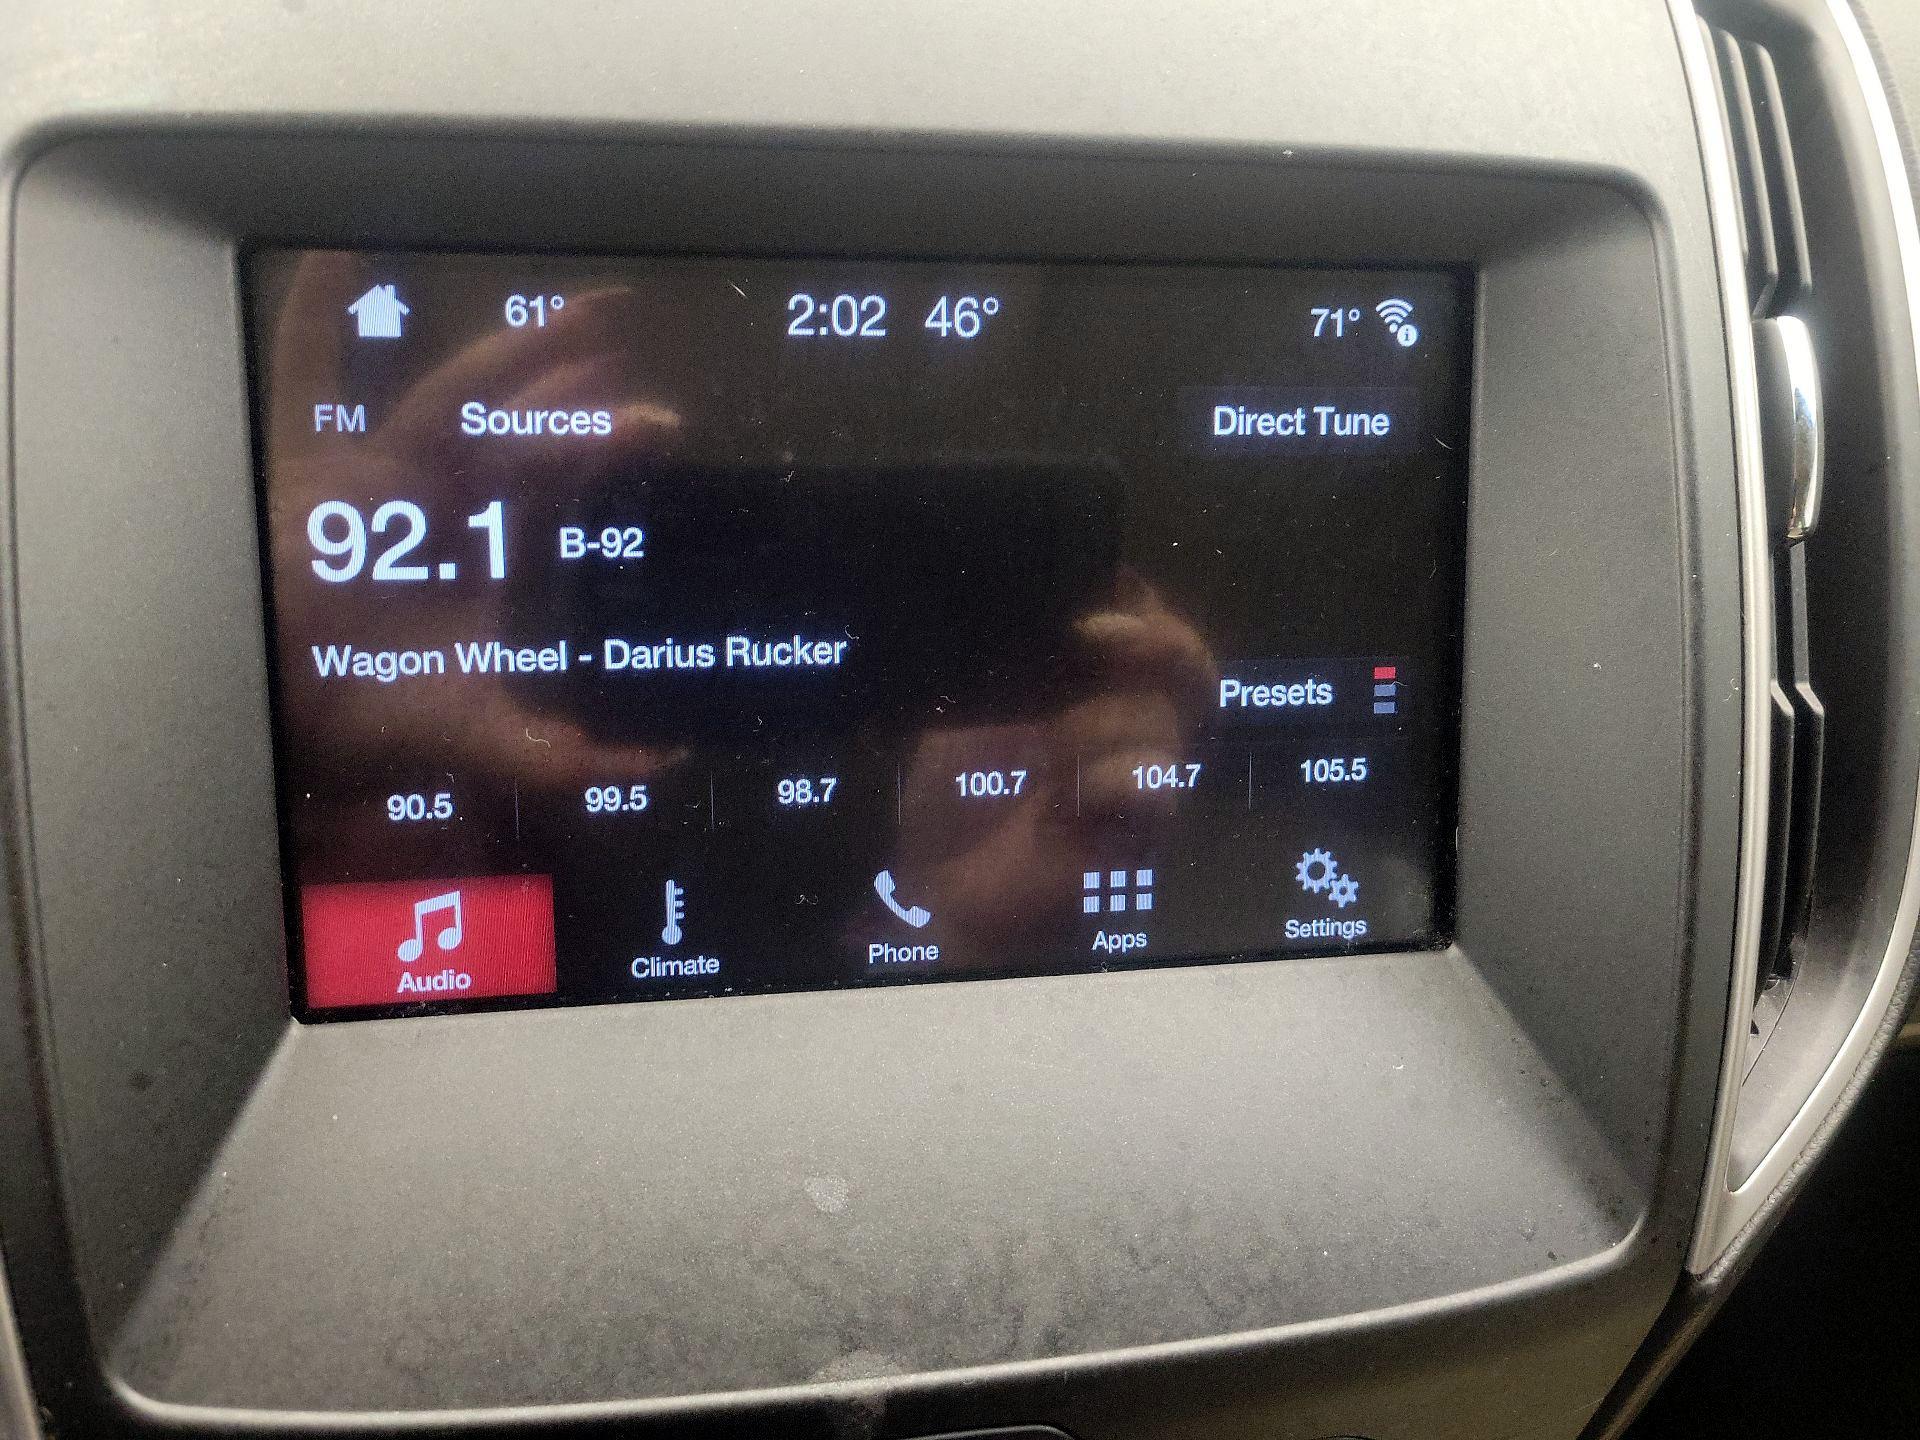 61° 2:02 46° 71°
FM Sources Direct Tune
92.1 B-92
Wagon Wheel - Darius Rucker
Presets
90.5 99.5 98.7 100.7 104.7 105.5
Audio Climate Phone Apps Settings